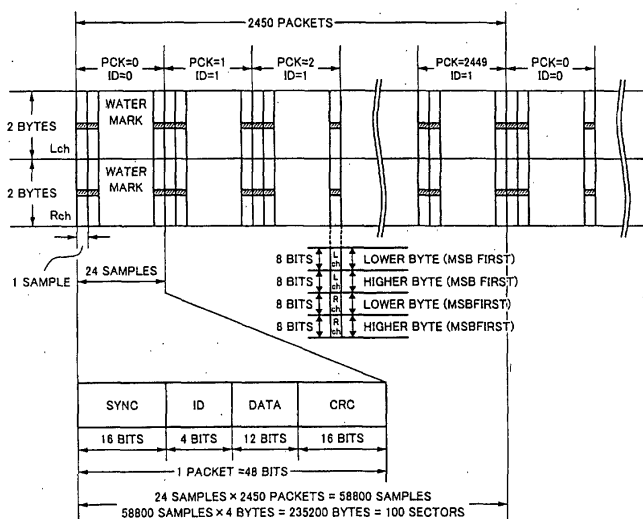 2450 PACKETS
PCK=0
ID=0
PCK=1
ID=1
PCK=2
ID=1
PCK=2449
ID=1
PCK=0
ID=0
WATER
MARK
2 BYTES
Lch
WATER
MARK
2 BYTES
Rch
1 SAMPLE
24 SAMPLES
8 BITS L ch LOWER BYTE (MSB FIRST)
8 BITS L ch HIGHER BYTE (MSB FIRST)
8 BITS R ch LOWER BYTE (MSBFIRST)
8 BITS R ch HIGHER BYTE (MSBFIRST)
SYNC ID DATA CRC
16 BITS 4 BITS 12 BITS 16 BITS
1 PACKET =48 BITS
24 SAMPLES × 2450 PACKETS = 58800 SAMPLES
58800 SAMPLES × 4 BYTES = 235200 BYTES = 100 SECTORS